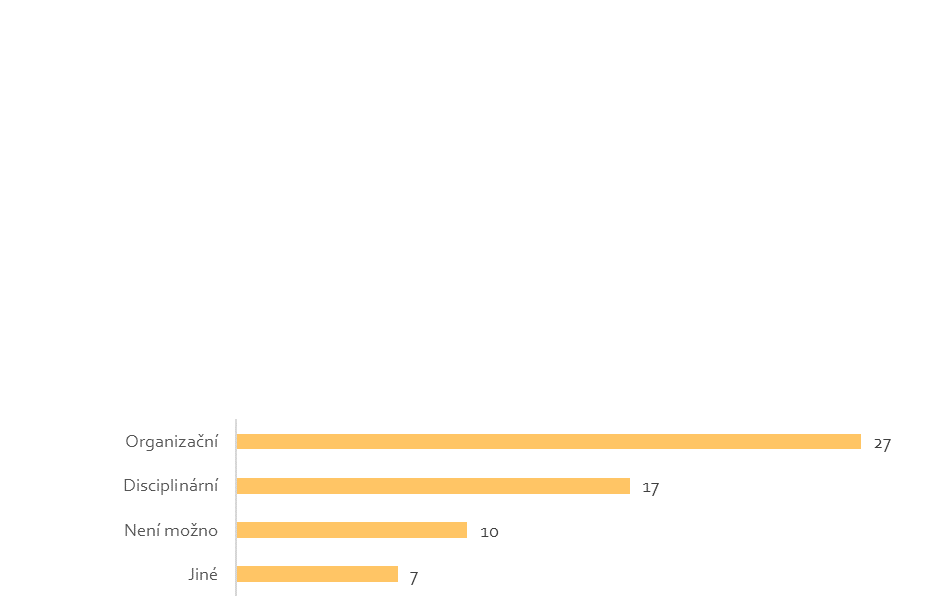 Organizační 27
Disciplinární 17
Není možno 10
Jiné 7